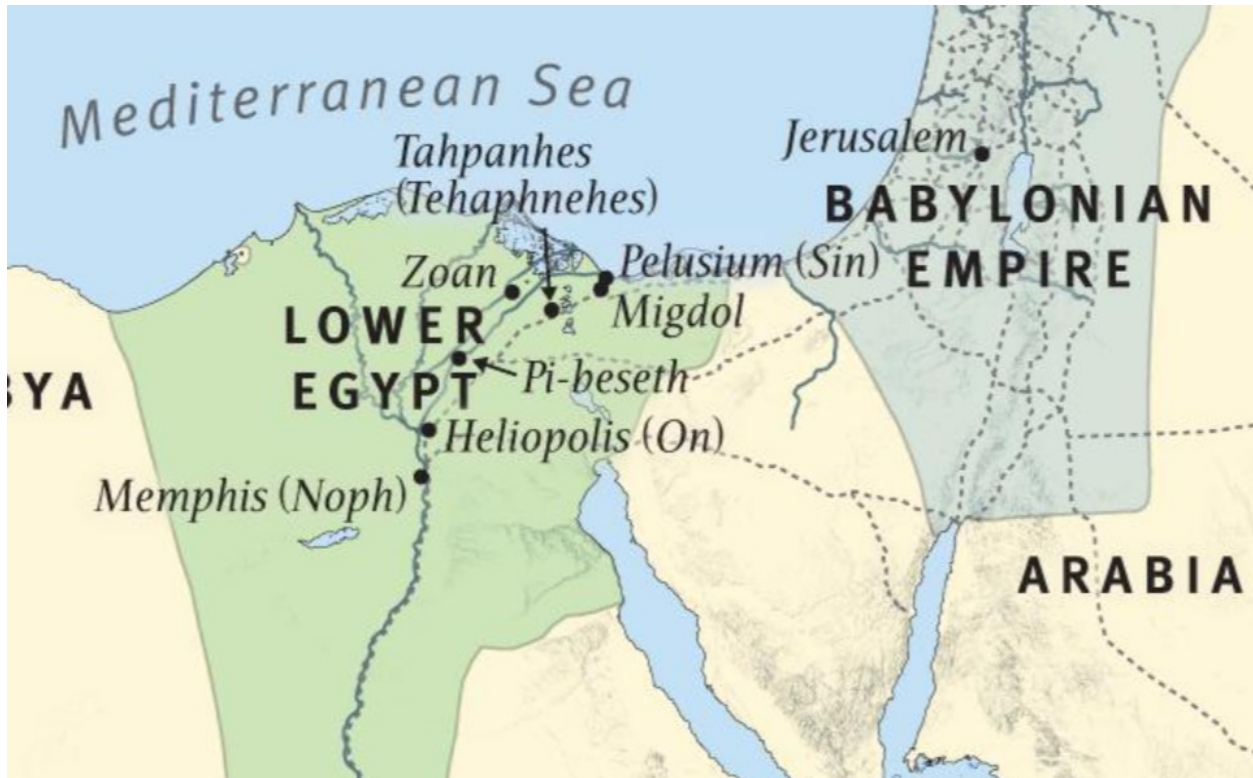 Mediterranean Sea
Tahpanhes
(Tehaphnehes)
Jerusalem
BABYLONIAN
EMPIRE
Zoan
Pelusium (Sin)
Migdol
LOWER
EGYPT
BYA
Pi-beseth
Heliopolis (On)
Memphis (Noph)
ARABIA